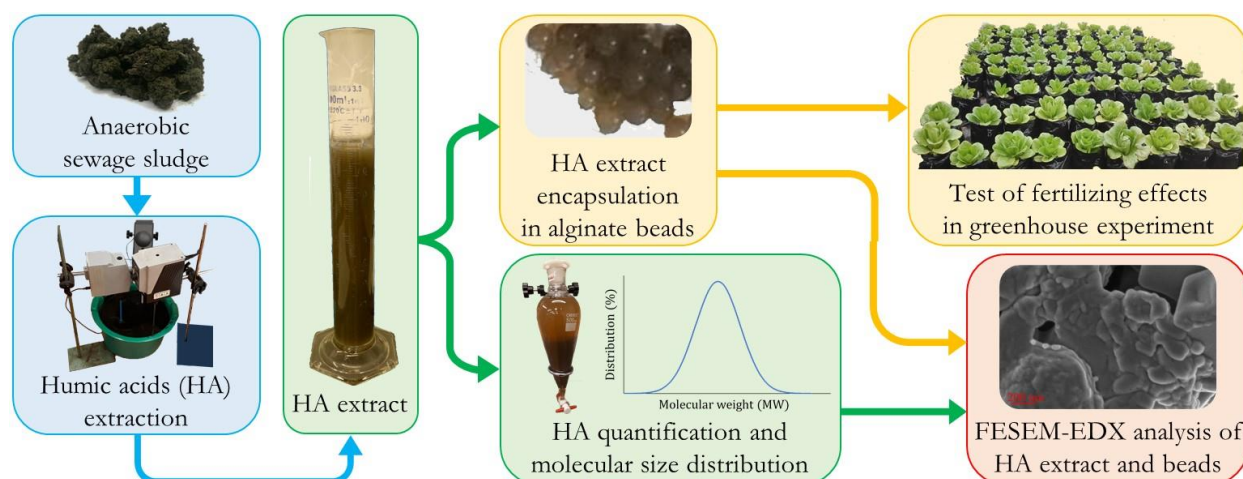 Anaerobic
sewage sludge
Humic acids (HA)
extraction
HA extract
HA extract
encapsulation
in alginate beads
Distribution (%)
Molecular weight (MW)
HA quantification and
molecular size distribution
Test of fertilizing effects
in greenhouse experiment
FESEM-EDX analysis of
HA extract and beads